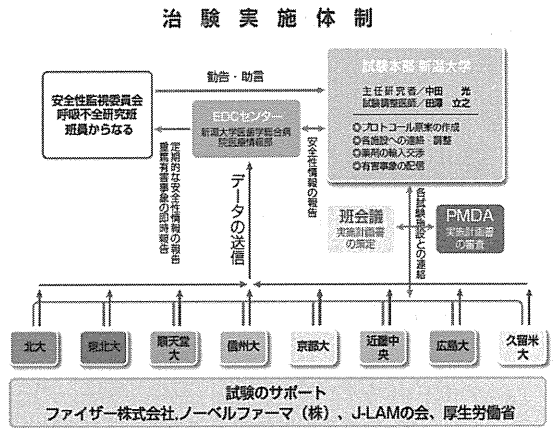 治験実施体制
勧告・助言
安全性監視委員会
呼吸不全研究班
班員からなる
EDCセンター
新潟大学医歯学総合病
院医療情報部
試験本部 新潟大学
主任研究者/中田 光
試験調整医師/田澤 立之
◎プロトコール原案の作成
◎各施設への連絡・調整
◎薬剤の輸入交渉
◎有害事象の配信
定期的な安全性情報の報告
重篤有害事象の即時報告
データの送信
安全性情報の報告
各試験施設との連絡
班会議
実施計画書
の策定
PMDA
実施計画書
の審査
北大
東北大
順天堂
大
信州大
京都大
近畿中
央
広島大
久留米
大
試験のサポート
ファイザー株式会社,ノーベルファーマ(株)、J-LAMの会、厚生労働省